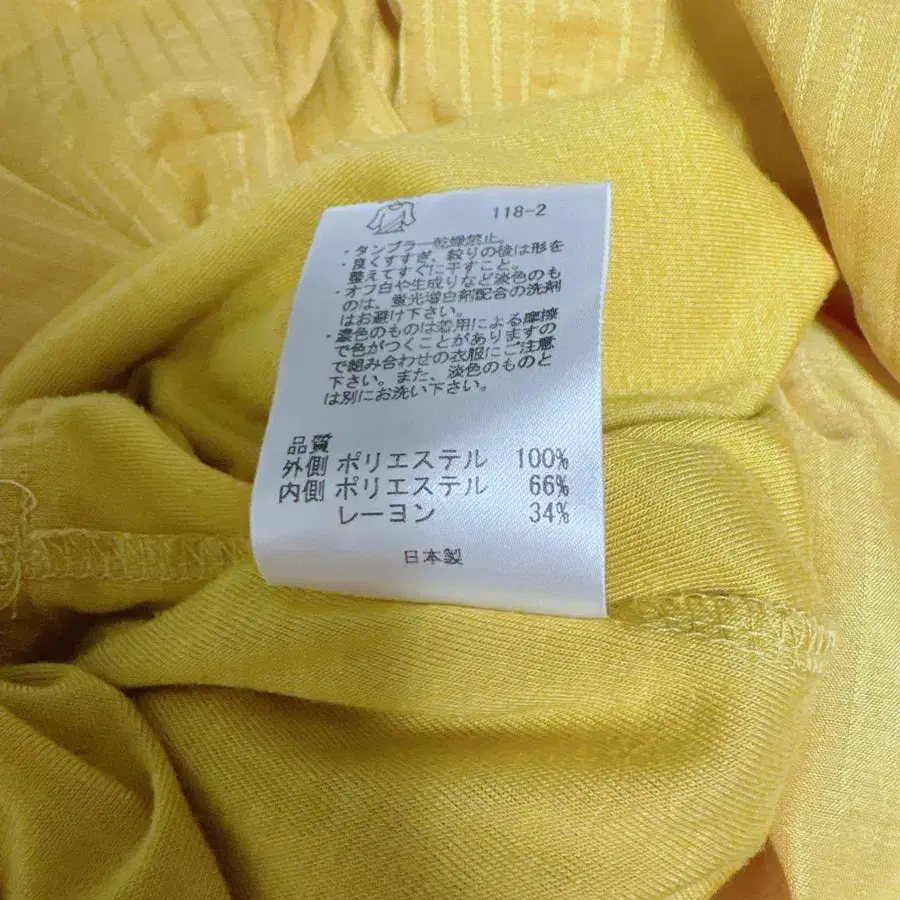 118-2
・タンブラー乾燥禁止。
・良くすすぎ、絞りの後は形を
整えてすぐに干すこと。
・オフ白や生成りなど淡色のも
のは、蛍光増白剤配合の洗剤
はお避け下さい。
・濃色のものは着用による摩擦
で色がつくことがありますの
で組み合わせの衣服にご注意
下さい。また、淡色のものと
は別にお洗い下さい。
品質
外側 ポリエステル 100%
内側 ポリエステル 66%
レーヨン 34%
日本製